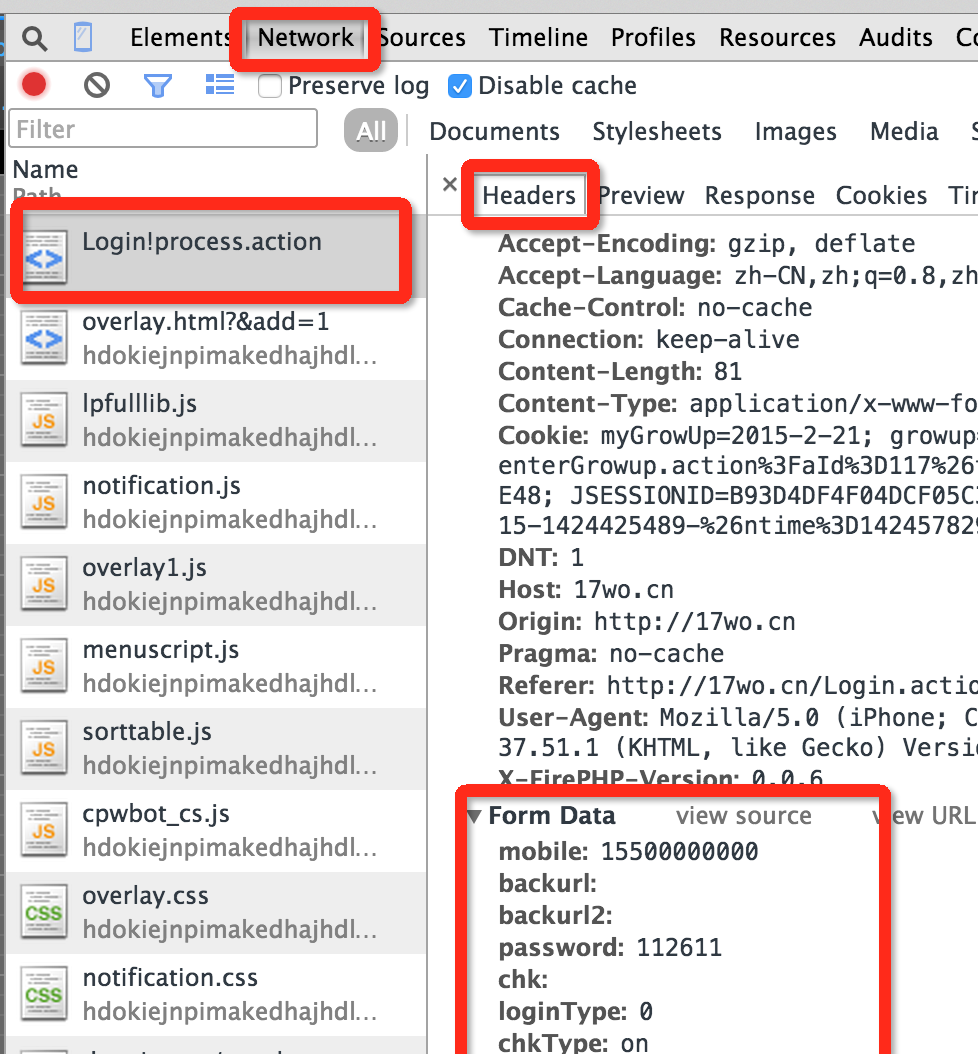 Elements Network Sources Timeline Profiles Resources Audits
Preserve log Disable cache
Filter All Documents Stylesheets Images Media
Name
Path
Login!process.action
overlay.html?&add=1
hdokiejnpimakedhajhdl...
lpfulllib.js
hdokiejnpimakedhajhdl...
notification.js
hdokiejnpimakedhajhdl...
overlay1.js
hdokiejnpimakedhajhdl...
menuscript.js
hdokiejnpimakedhajhdl...
sorttable.js
hdokiejnpimakedhajhdl...
cpwbot_cs.js
hdokiejnpimakedhajhdl...
overlay.css
hdokiejnpimakedhajhdl...
notification.css
hdokiejnpimakedhajhdl...
× Headers Preview Response Cookies
Accept-Encoding: gzip, deflate
Accept-Language: zh-CN,zh;q=0.8,zh
Cache-Control: no-cache
Connection: keep-alive
Content-Length: 81
Content-Type: application/x-www-fo
Cookie: myGrowUp=2015-2-21; growup=
enterGrowup.action%3FaId%3D117%26
E48; JSESSIONID=B93D4DF4F04DCF05C
15-1424425489-%26ntime%3D142457829
DNT: 1
Host: 17wo.cn
Origin: http://17wo.cn
Pragma: no-cache
Referer: http://17wo.cn/Login.actio
User-Agent: Mozilla/5.0 (iPhone; C
37.51.1 (KHTML, like Gecko) Versi
X-FirePHP-Version: 0.0.6
Form Data view source view URL
mobile: 15500000000
backurl:
backurl2:
password: 112611
chk:
loginType: 0
chkType: on